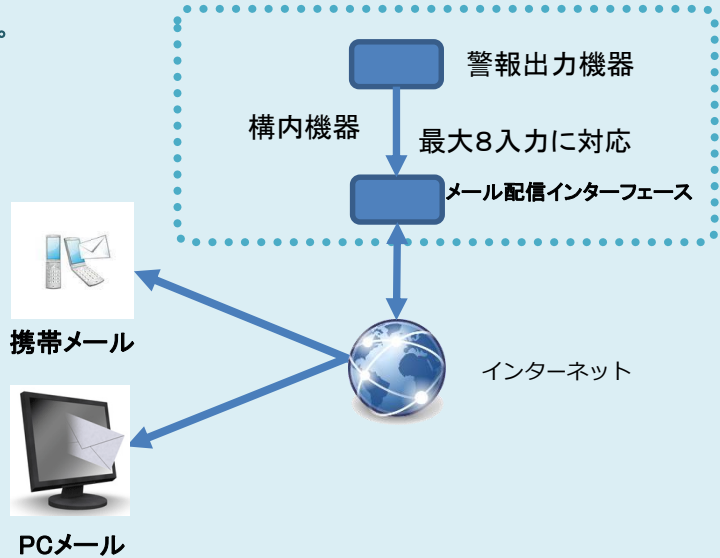 。
警報出力機器
構内機器
最大8入力に対応
メール配信インターフェース
携帯メール
インターネット
PCメール